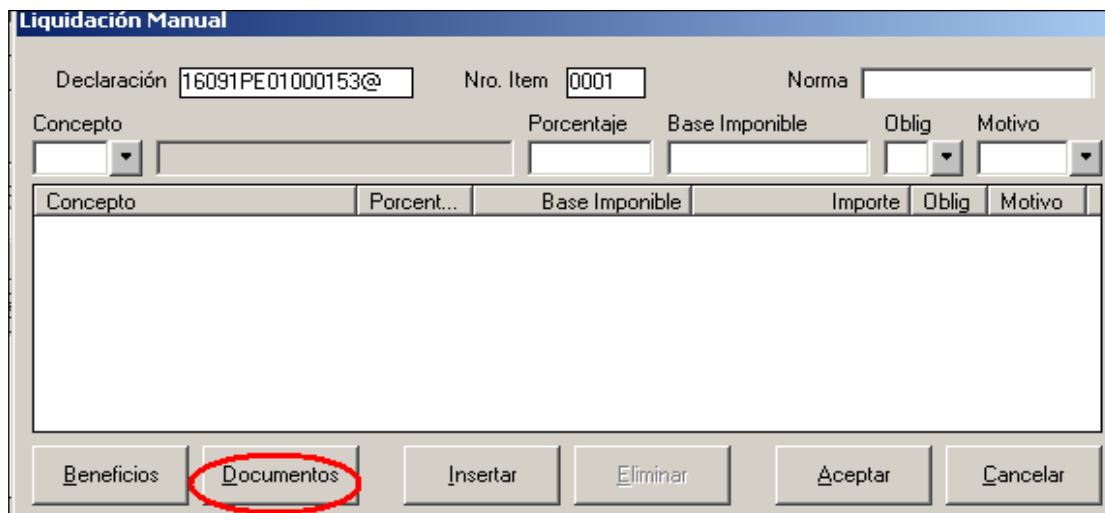 Liquidación Manual
Declaración 16091PE01000153@ Nro. Item 0001 Norma
Concepto Porcentaje Base Imponible Oblig Motivo
Concepto Porcent... Base Imponible Importe Oblig Motivo
Beneficios Documentos Insertar Eliminar Aceptar Cancelar